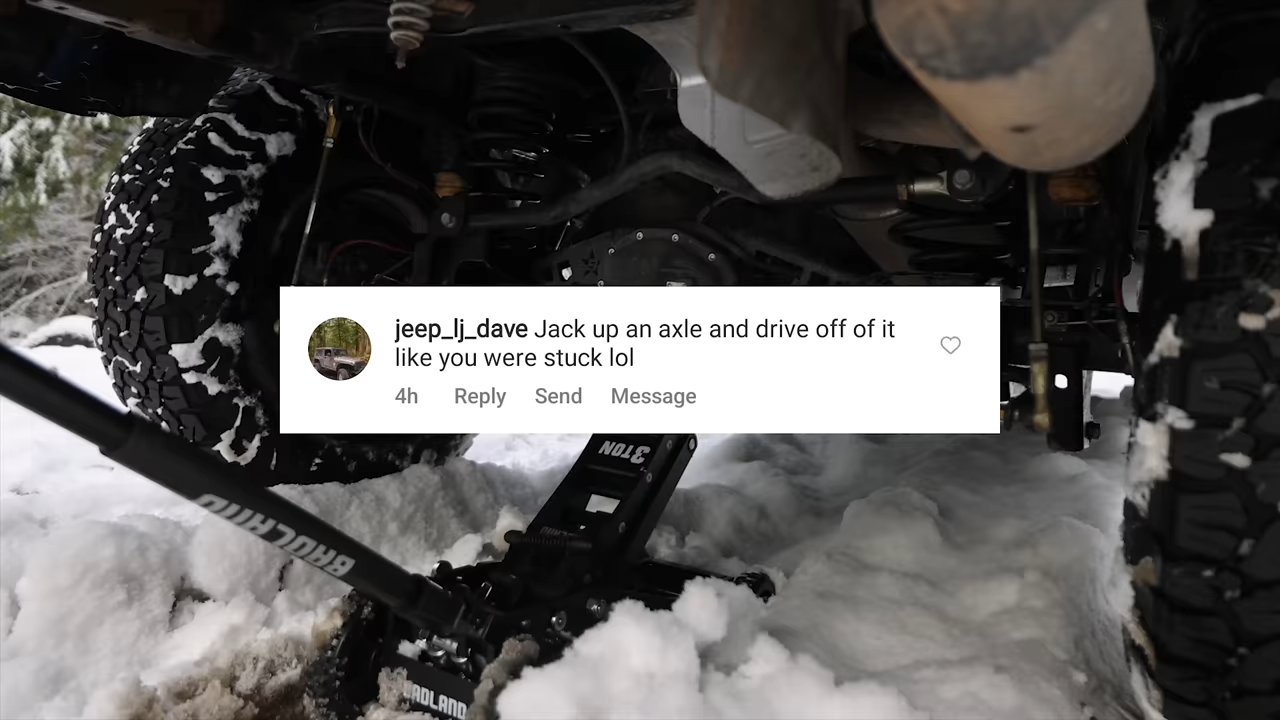 jeep_lj_dave Jack up an axle and drive off of it
like you were stuck lol
4h Reply Send Message
3TON
BADLAND
BADLAND